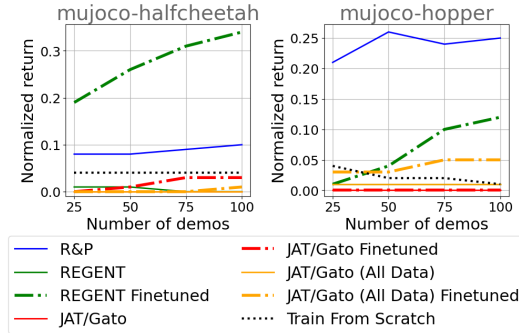 mujoco-halfcheetah
mujoco-hopper
Normalized return
0.3
0.2
0.1
0.0
25
50
75
100
Number of demos
Normalized return
0.25
0.20
0.15
0.10
0.05
0.00
25
50
75
100
Number of demos
R&P
REGENT
REGENT Finetuned
JAT/Gato
JAT/Gato Finetuned
JAT/Gato (All Data)
JAT/Gato (All Data) Finetuned
Train From Scratch